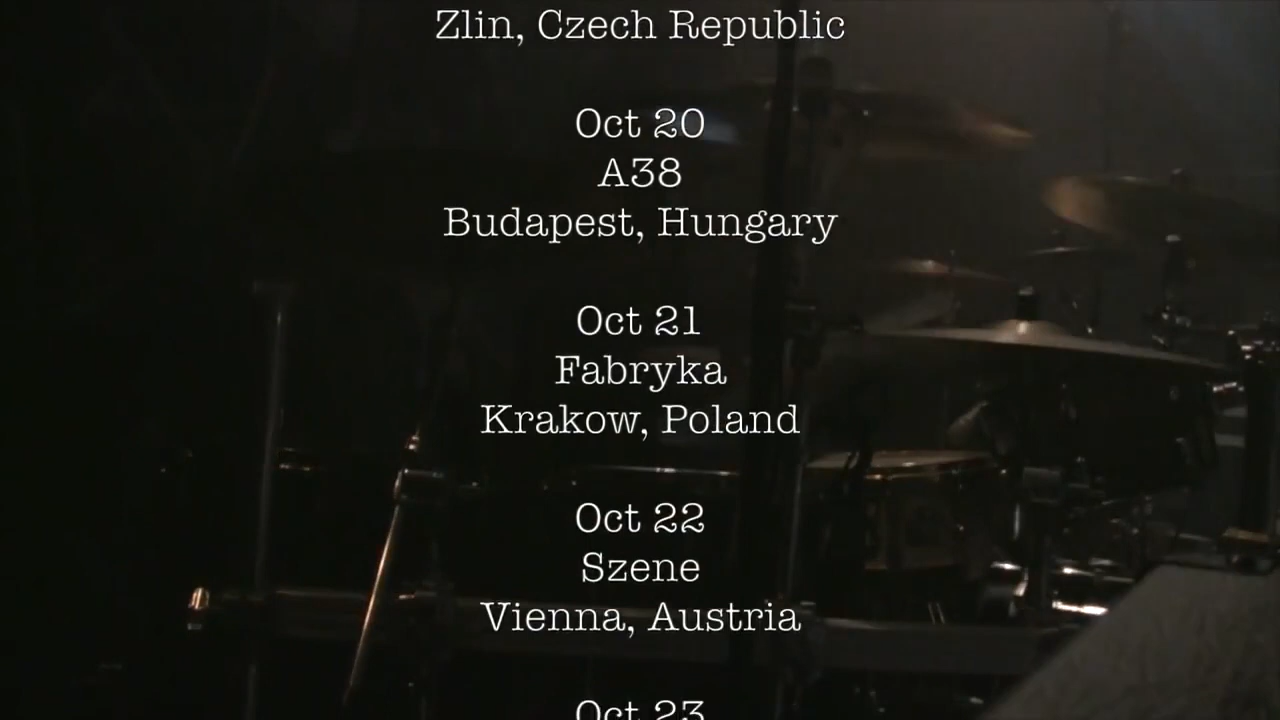 Zlin, Czech Republic
Oct 20
A38
Budapest, Hungary
Oct 21
Fabryka
Krakow, Poland
Oct 22
Szene
Vienna, Austria
Oct 23